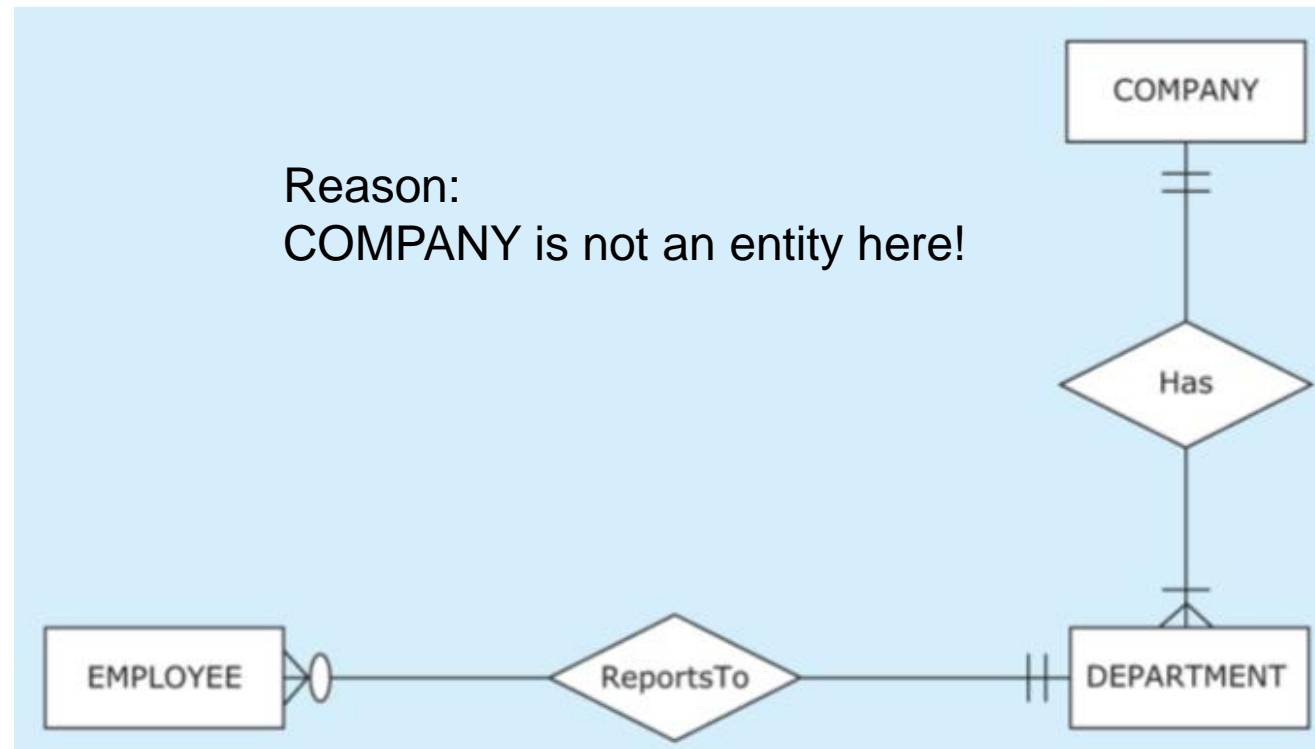 COMPANY
Reason:
COMPANY is not an entity here!
Has
EMPLOYEE
ReportsTo
DEPARTMENT